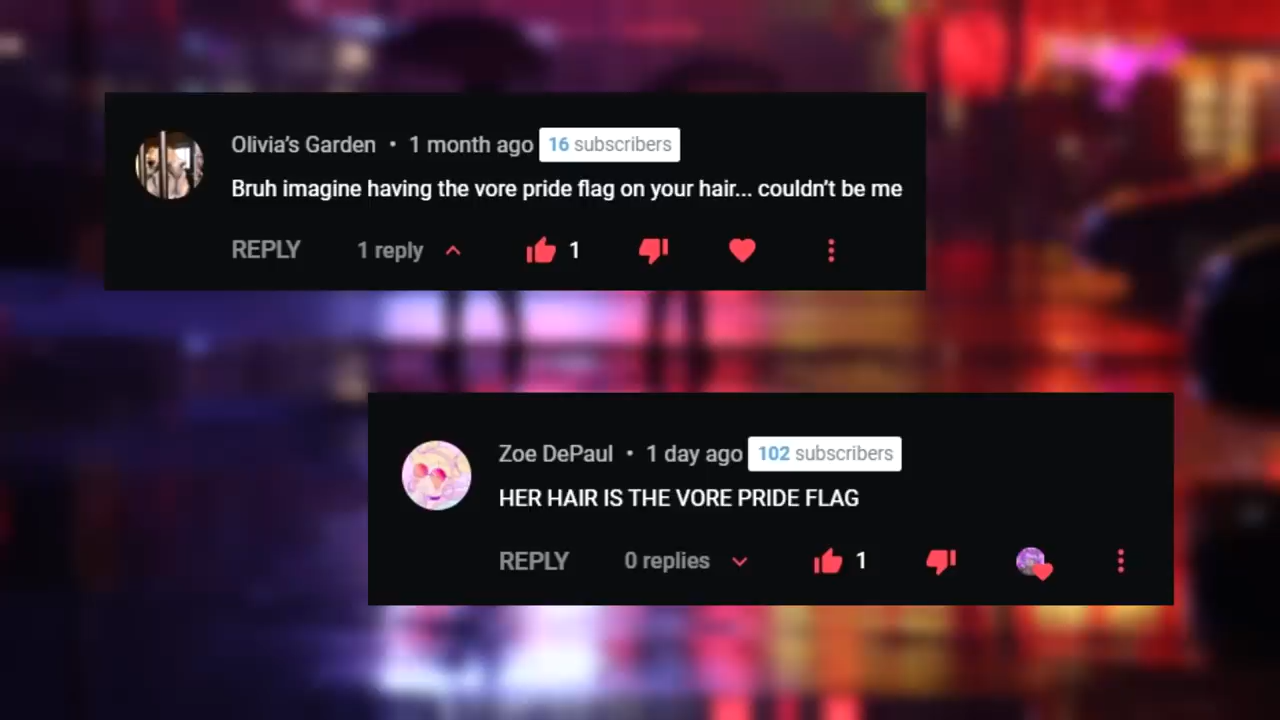 Olivia's Garden • 1 month ago 16 subscribers
Bruh imagine having the vore pride flag on your hair... couldn't be me
REPLY 1 reply 1
Zoe DePaul • 1 day ago 102 subscribers
HER HAIR IS THE VORE PRIDE FLAG
REPLY 0 replies 1